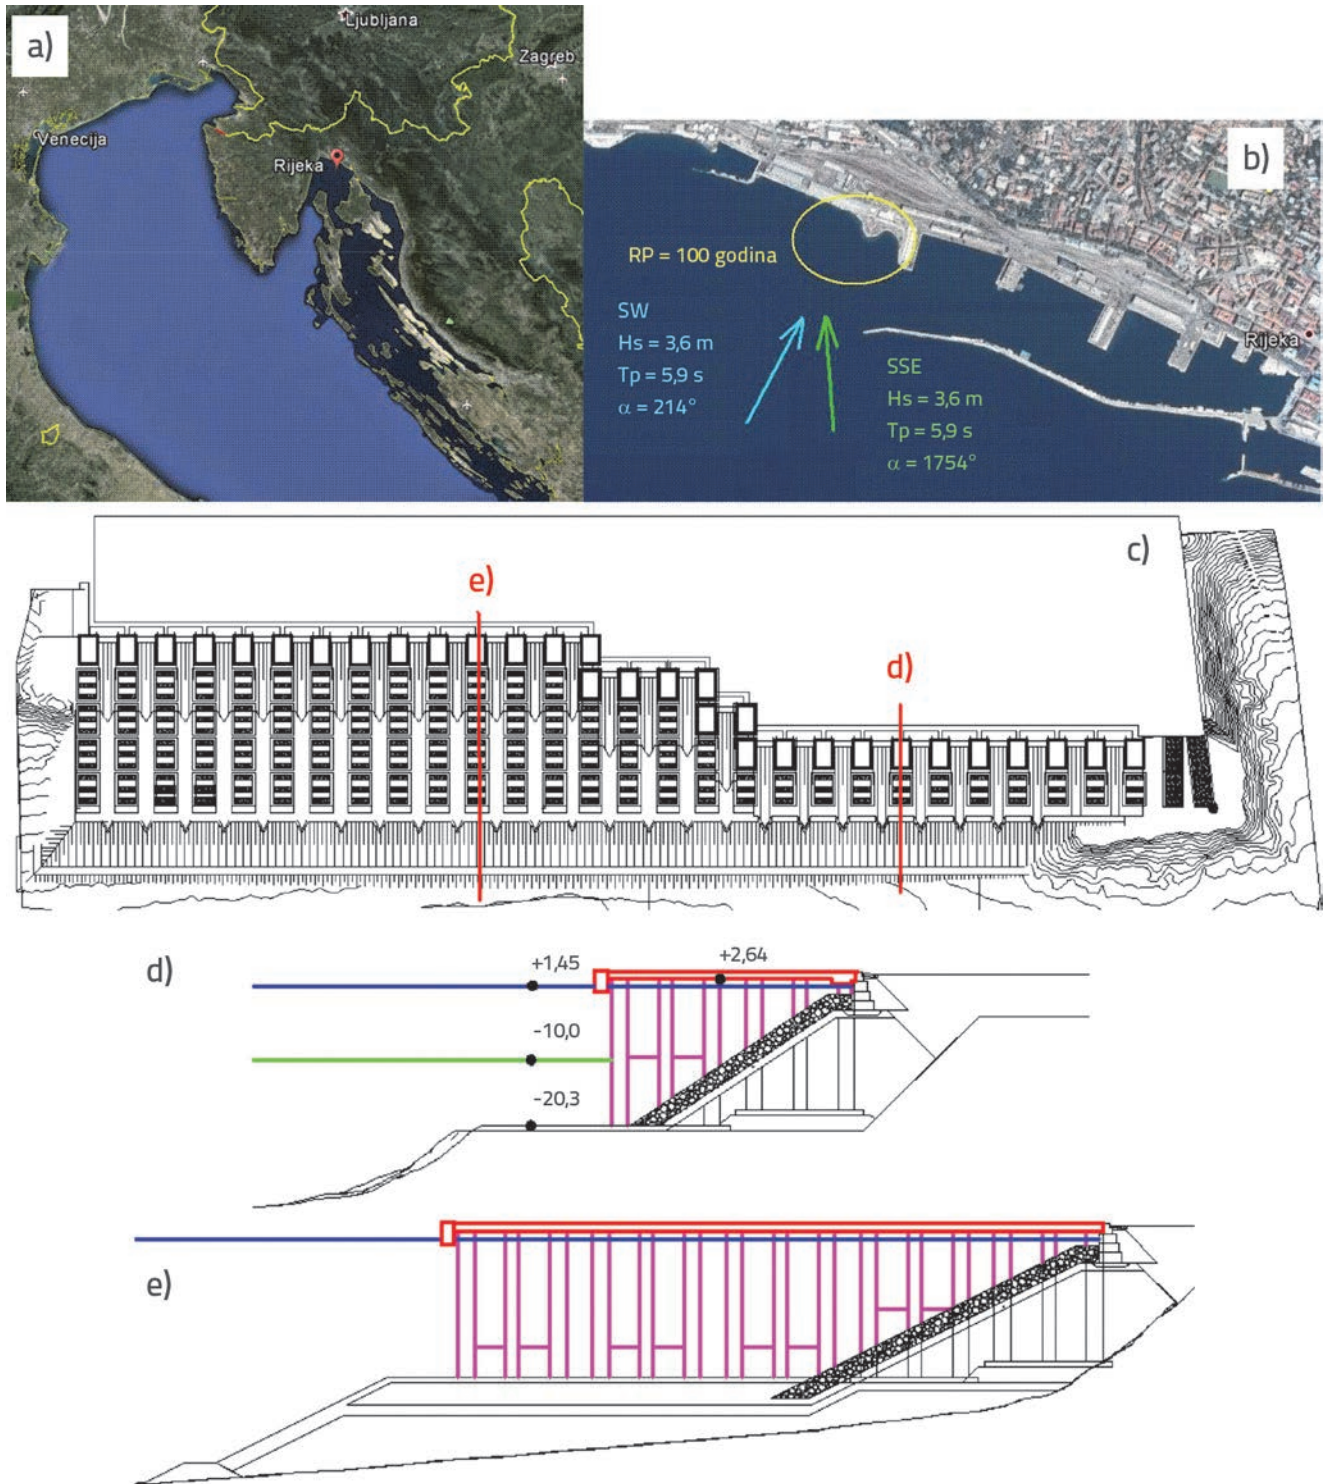 a)
Ljubljana
Zagreb
Venecija
Rijeka
b)
RP = 100 godina
SW
Hs = 3,6 m
Tp = 5,9 s
α = 214°
SSE
Hs = 3,6 m
Tp = 5,9 s
α = 1754°
Rijeka
c)
e)
d)
d)
+1,45
+2,64
-10,0
-20,3
e)